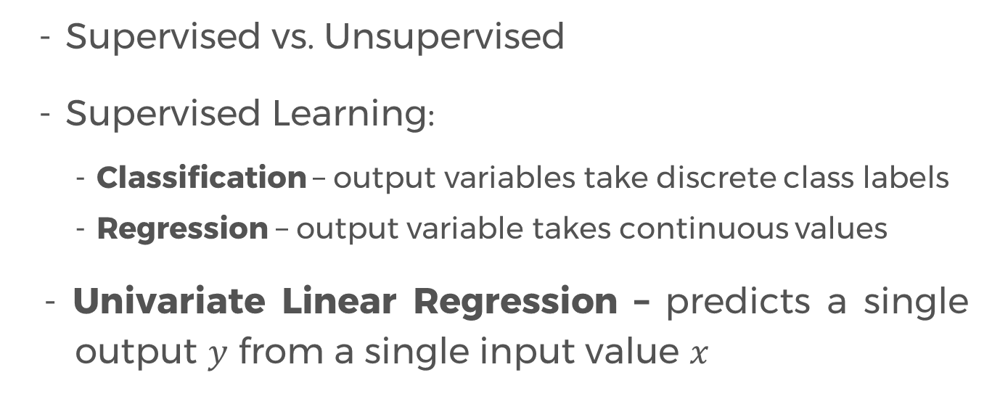 - Supervised vs. Unsupervised
- Supervised Learning:
- Classification – output variables take discrete class labels
- Regression – output variable takes continuous values
- Univariate Linear Regression – predicts a single
output y from a single input value x